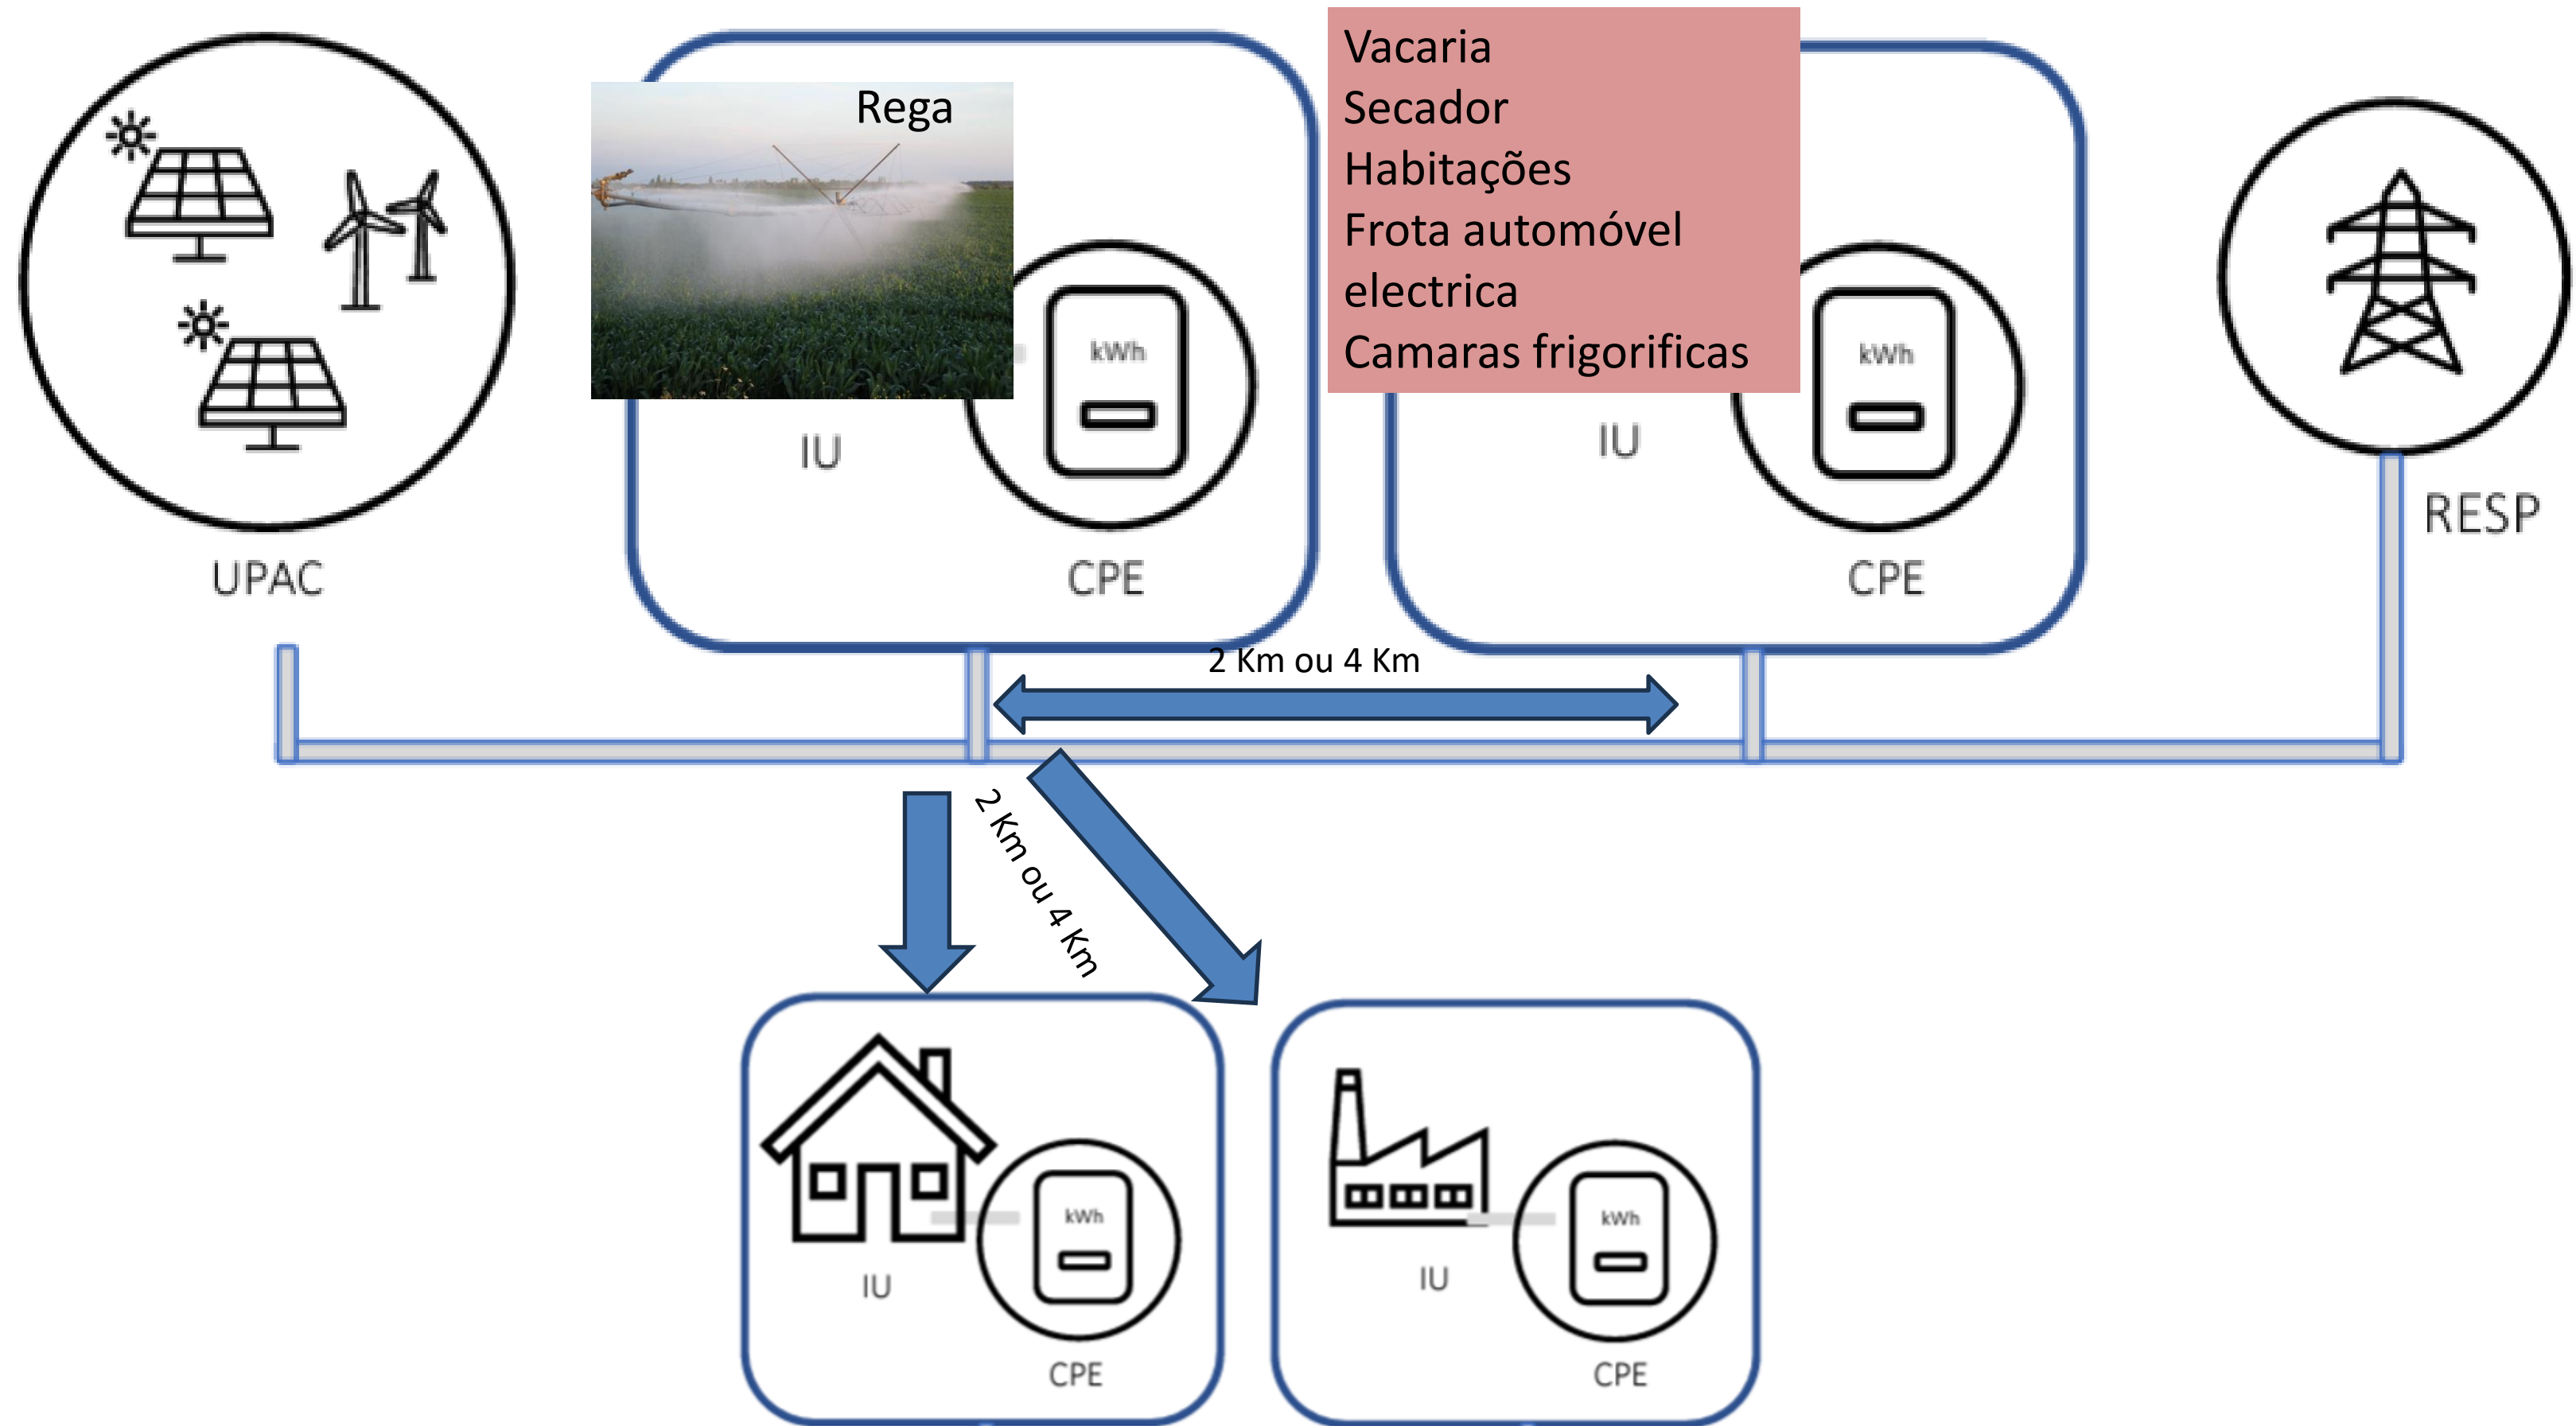 Rega
Vacaria
Secador
Habitações
Frota automóvel
electrica
Camaras frigorificas
kWh
kWh
IU
IU
RESP
UPAC
CPE
CPE
2 Km ou 4 Km
2 Km ou 4 Km
kWh
kWh
IU
IU
CPE
CPE